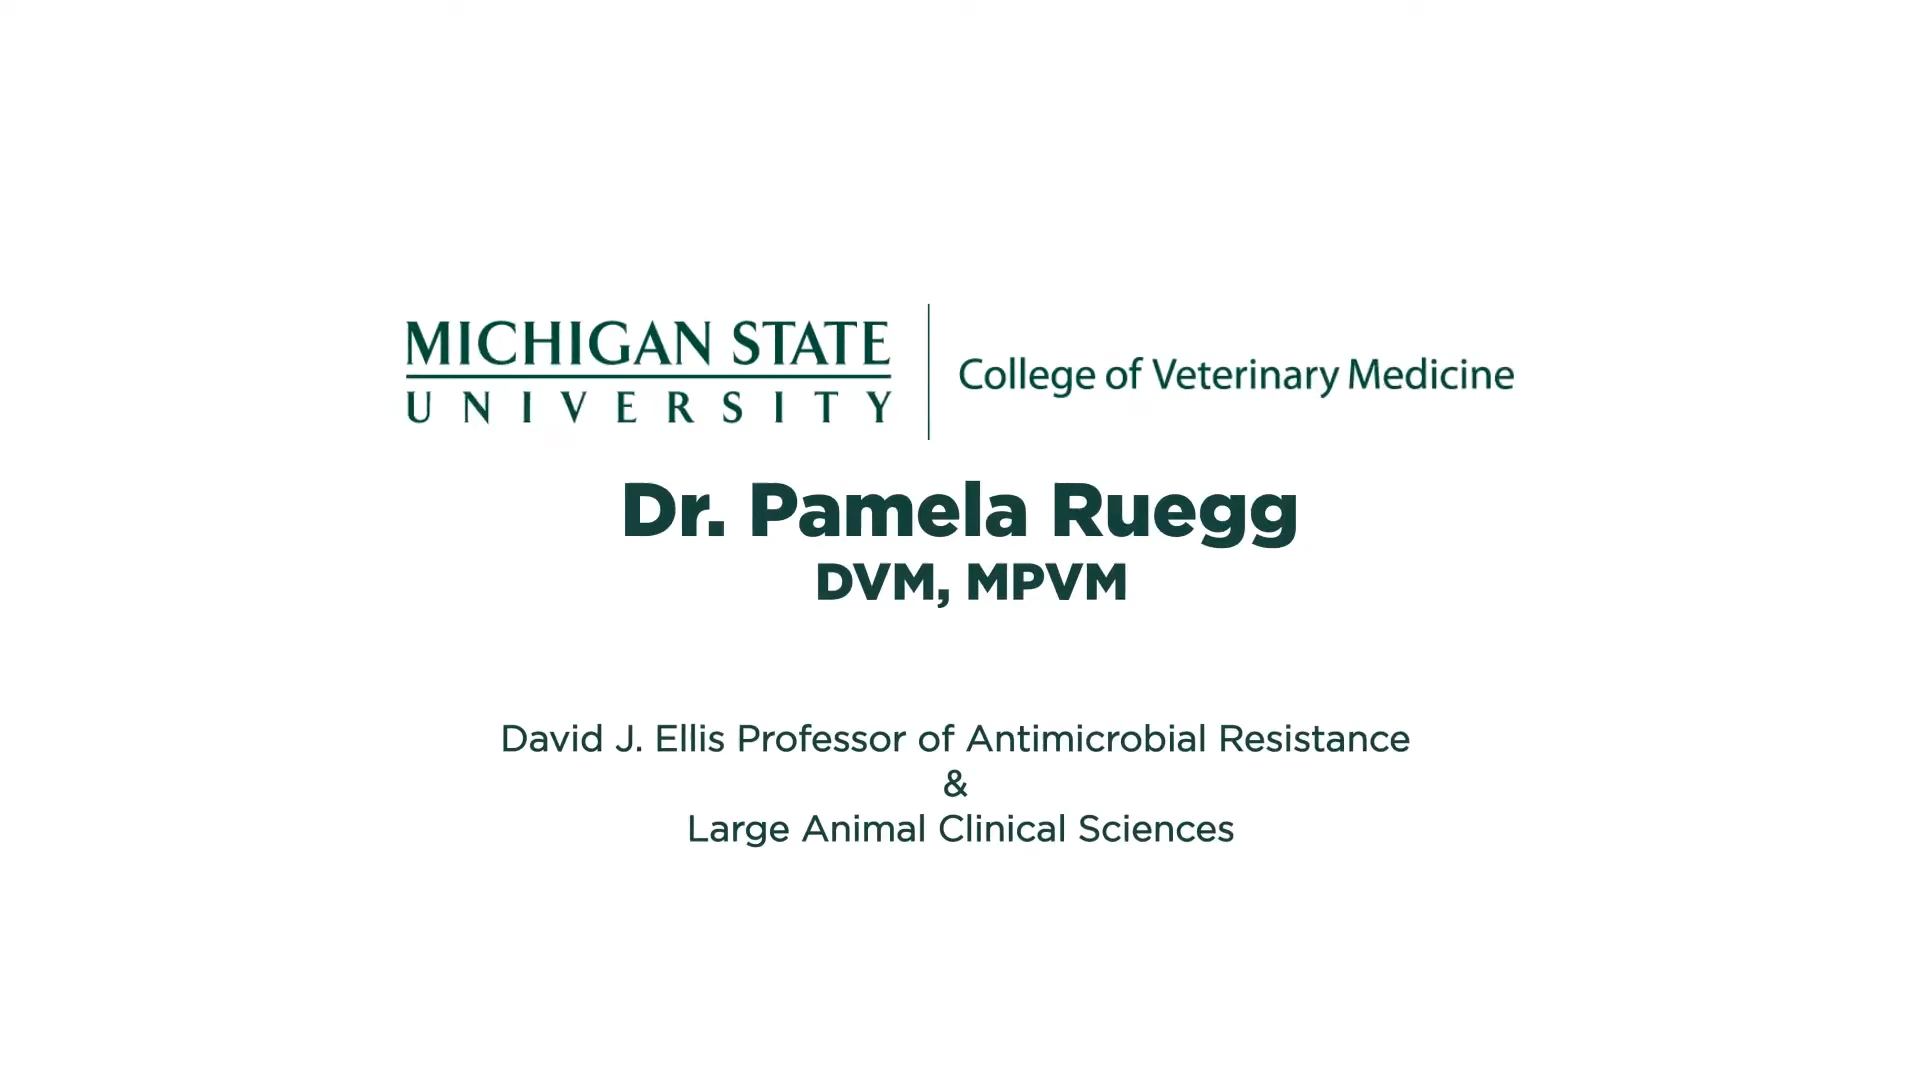 MICHIGAN STATE
UNIVERSITY
College of Veterinary Medicine
Dr. Pamela Ruegg
DVM, MPVM
David J. Ellis Professor of Antimicrobial Resistance
&
Large Animal Clinical Sciences